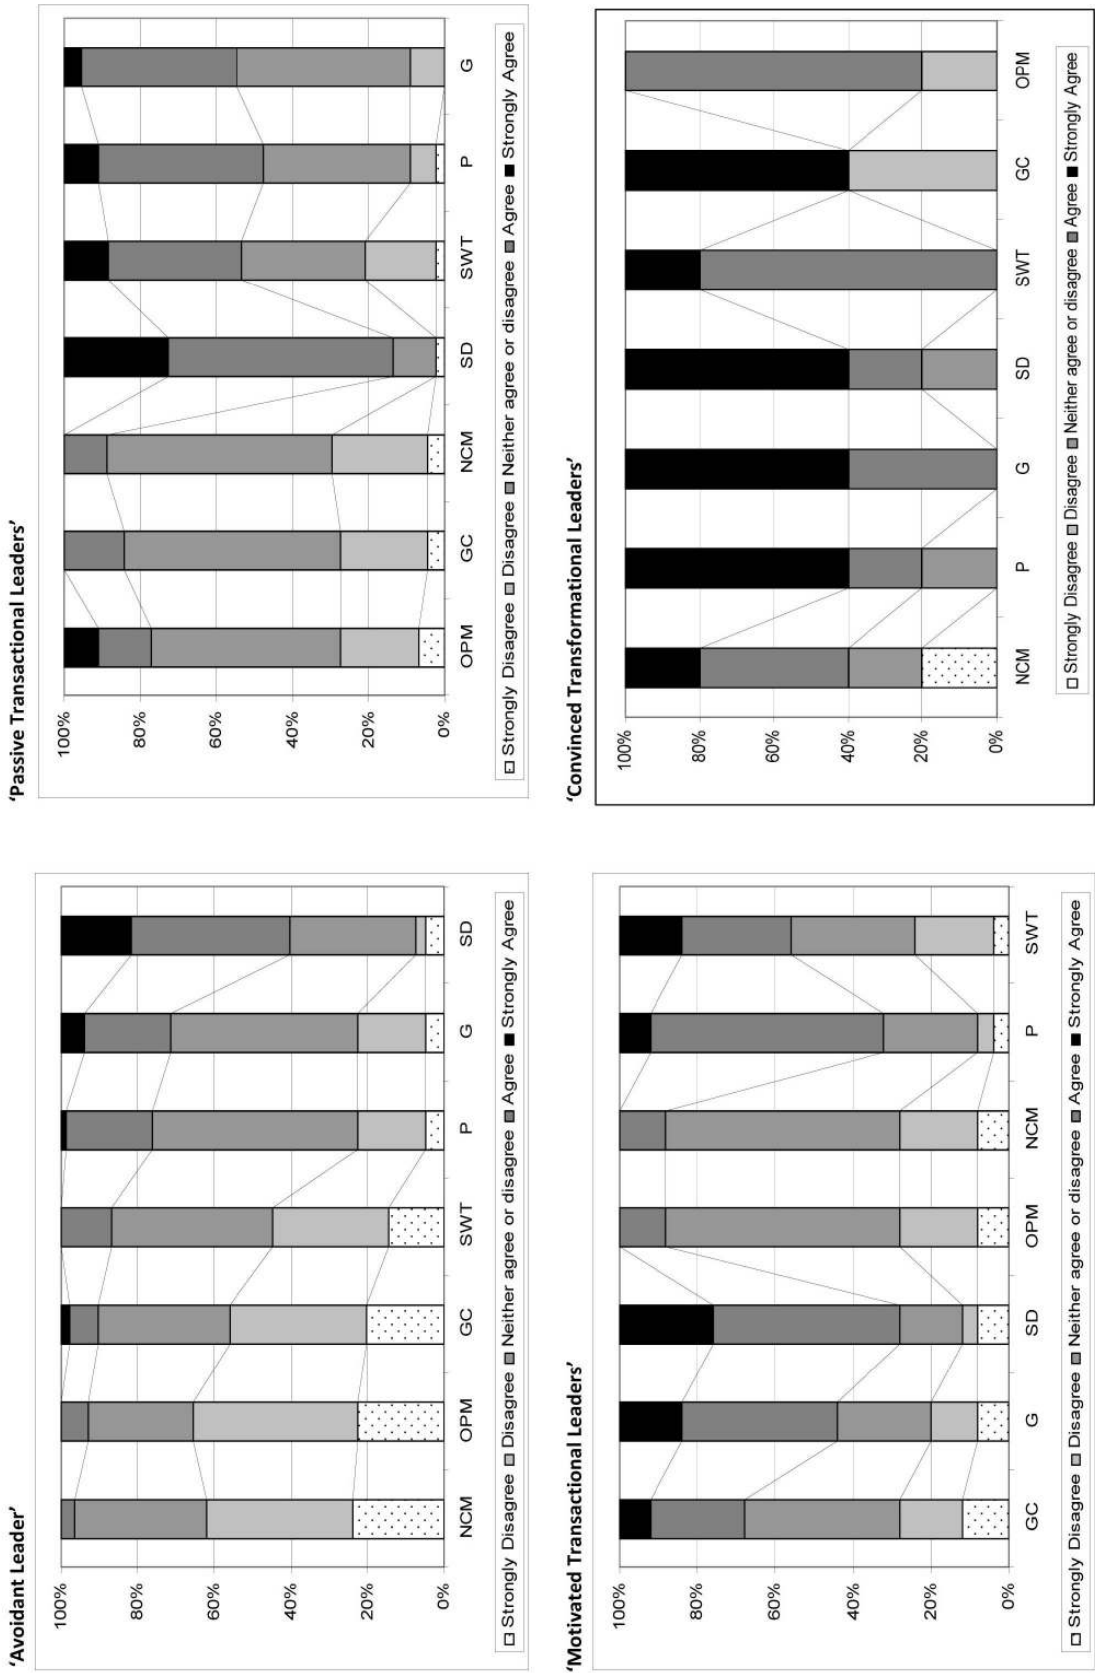 ‘Avoidant Leader’
100%
80%
60%
40%
20%
0%
NCM OPM GC SWT P G SD
Strongly Disagree Disagree Neither agree or disagree Agree Strongly Agree
‘Passive Transactional Leaders’
100%
80%
60%
40%
20%
0%
OPM GC NCM SD SWT P G
Strongly Disagree Disagree Neither agree or disagree Agree Strongly Agree
‘Motivated Transactional Leaders’
100%
80%
60%
40%
20%
0%
GC G SD OPM NCM P SWT
Strongly Disagree Disagree Neither agree or disagree Agree Strongly Agree
‘Convinced Transformational Leaders’
100%
80%
60%
40%
20%
0%
NCM P G SD SWT GC OPM
Strongly Disagree Disagree Neither agree or disagree Agree Strongly Agree